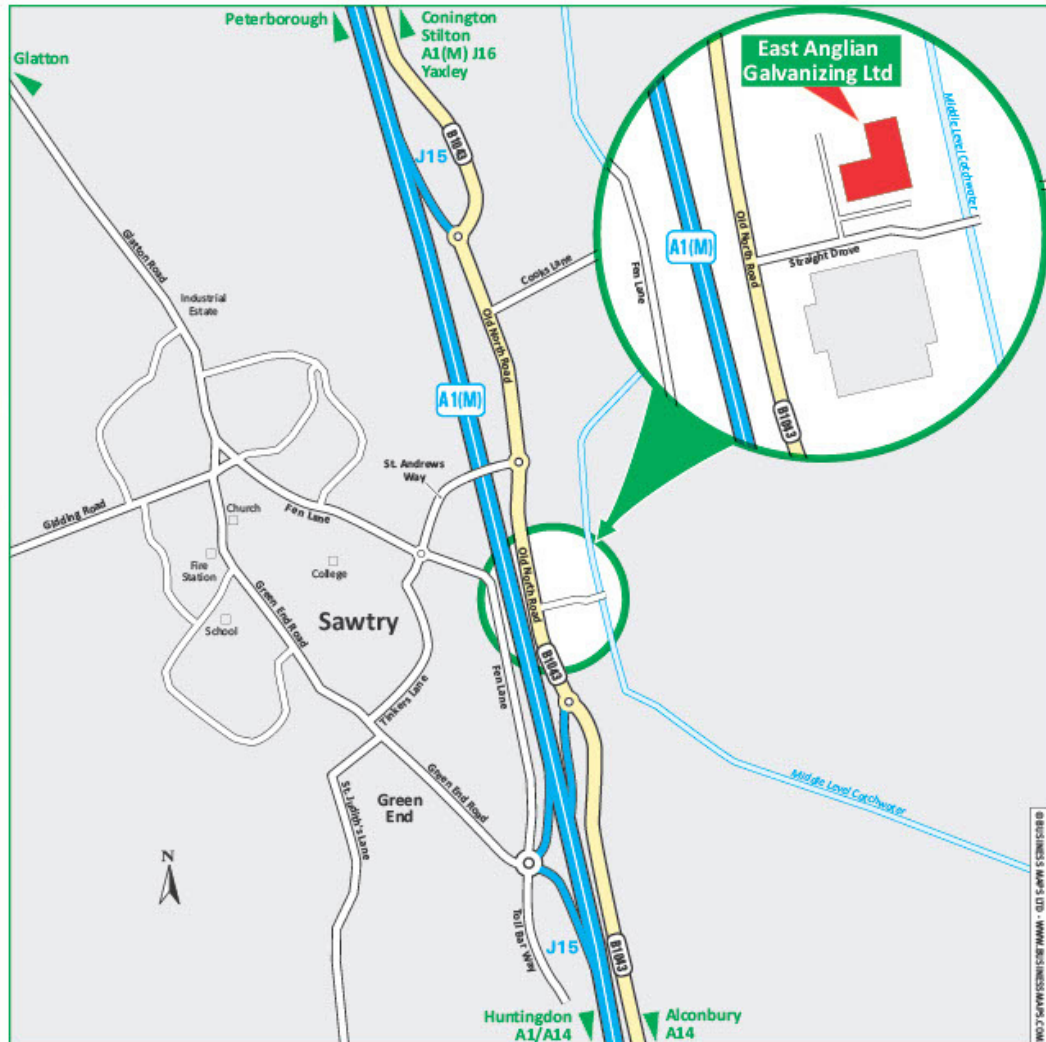 Peterborough
Conington
Stilton
A1(M) J16
Yaxley
Glatton
East Anglian
Galvanizing Ltd
B1043
J15
Middle Level Catchwater
A1(M)
Old North Road
Fen Lane
Straight Drove
B1043
Glatton Road
Cooks Lane
Industrial
Estate
Old North Road
A1(M)
St. Andrews
Way
Gidding Road
Church
Fen Lane
Fire
Station
College
Old North Road
School
Green End Road
Sawtry
B1043
Fen Lane
Tinkers Lane
Middle Level Catchwater
Green End Road
Green
End
St. Judith's Lane
N
Toll Bar Way
J15
B1043
Huntingdon
A1/A14
Alconbury
A14
©BUSINESS MAPS LTD - WWW.BUSINESSMAPS.COM